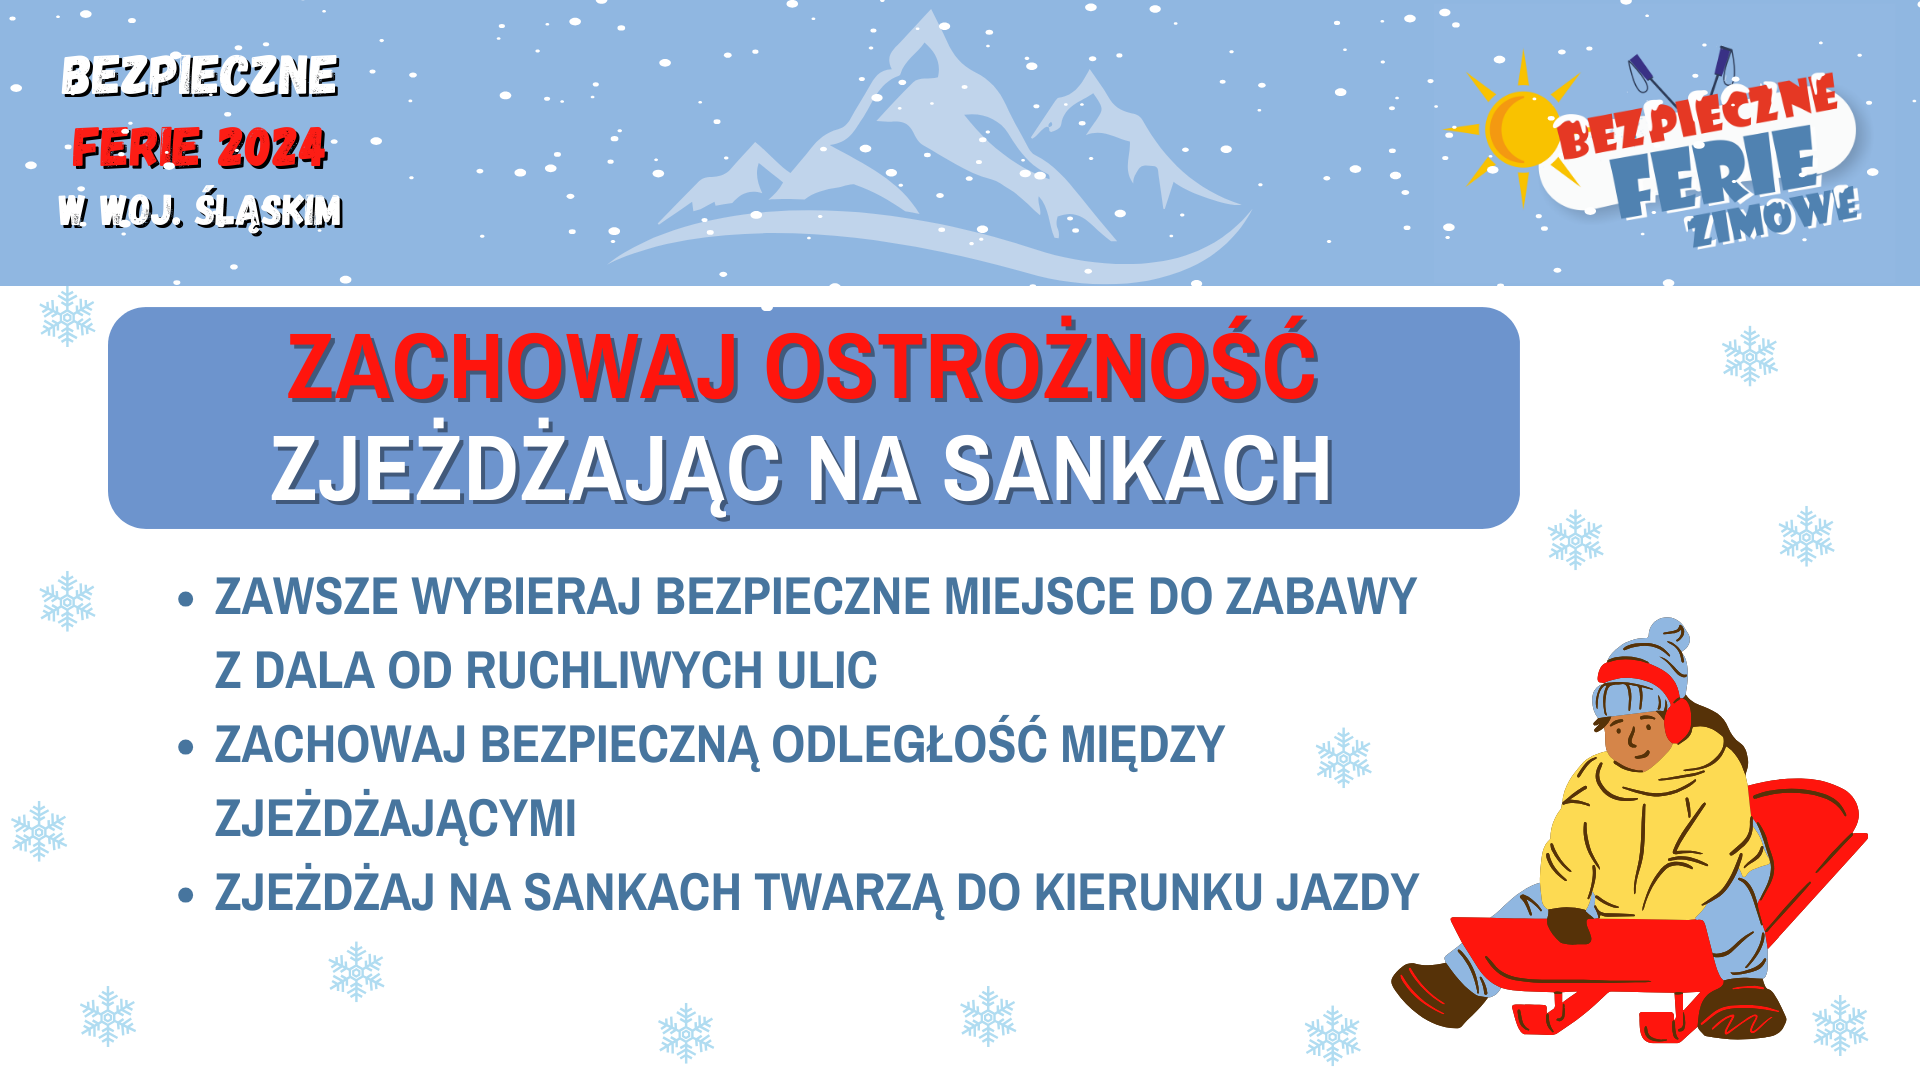 BEZPIECZNE
FERIE 2024
W WOJ. ŚLĄSKIM
BEZPIECZNE
FERIE
ZIMOWE
ZACHOWAJ OSTROŻNOŚĆ
ZJEŻDŻAJĄC NA SANKACH
• ZAWSZE WYBIERAJ BEZPIECZNE MIEJSCE DO ZABAWY
Z DALA OD RUCHLIWYCH ULIC
• ZACHOWAJ BEZPIECZNĄ ODLEGŁOŚĆ MIĘDZY
ZJEŻDŻAJĄCYMI
• ZJEŻDŻAJ NA SANKACH TWARZĄ DO KIERUNKU JAZDY